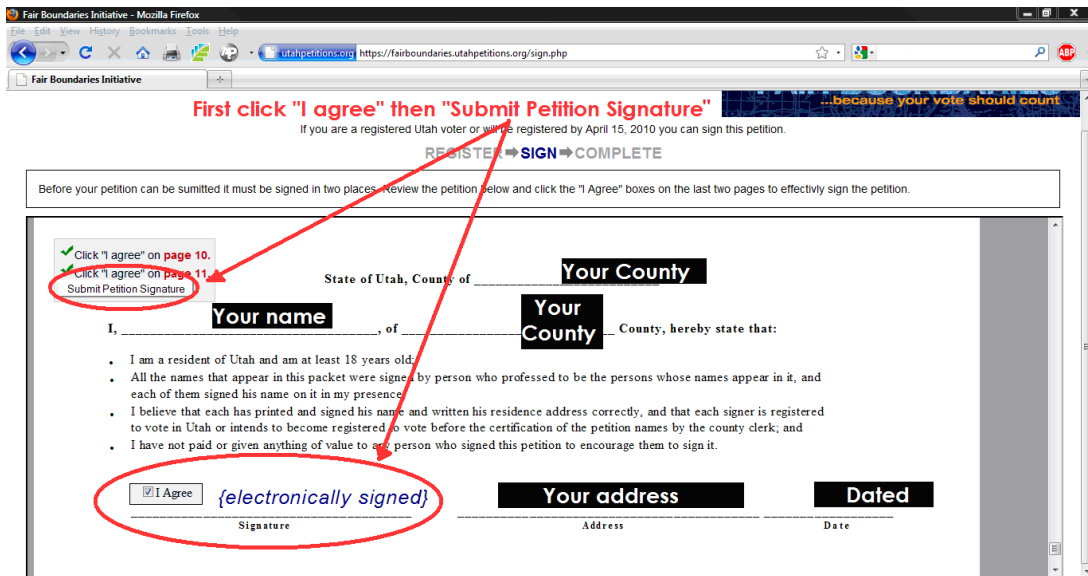 Fair Boundaries Initiative - Mozilla Firefox
File Edit View History Bookmarks Tools Help
utahpetitions.org https://fairboundaries.utahpetitions.org/sign.php
ABP
Fair Boundaries Initiative
First click "I agree" then "Submit Petition Signature"
...because your vote should count
If you are a registered Utah voter or will be registered by April 15, 2010 you can sign this petition.
REGISTER SIGN COMPLETE
Before your petition can be sumitted it must be signed in two places. Review the petition below and click the "I Agree" boxes on the last two pages to effectivly sign the petition.
Click "I agree" on page 10.
Click "I agree" on page 11.
Submit Petition Signature
State of Utah, County of Your County
I, Your name, of Your County County, hereby state that:
I am a resident of Utah and am at least 18 years old;
All the names that appear in this packet were signed by person who professed to be the persons whose names appear in it, and
each of them signed his name on it in my presence;
I believe that each has printed and signed his name and written his residence address correctly, and that each signer is registered
to vote in Utah or intends to become registered to vote before the certification of the petition names by the county clerk; and
I have not paid or given anything of value to any person who signed this petition to encourage them to sign it.
I Agree {electronically signed} Your address Dated
Signature Address Date